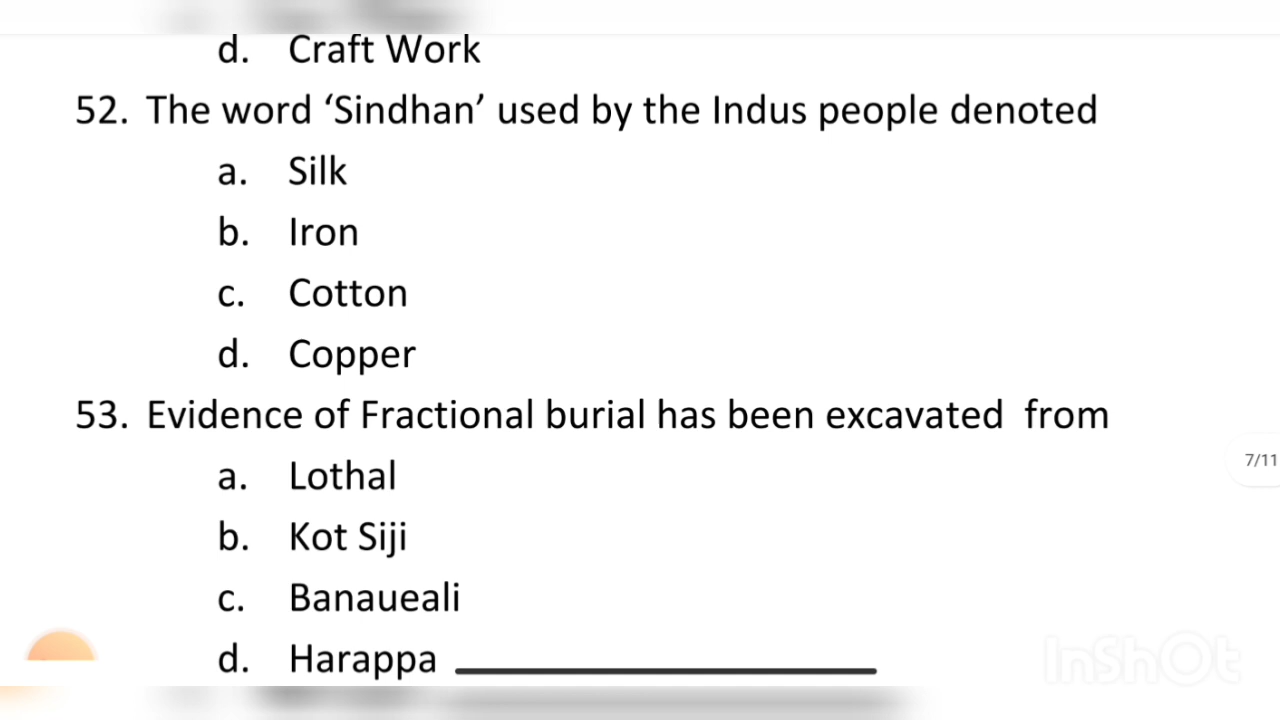 d. Craft Work
52. The word ‘Sindhan’ used by the Indus people denoted
a. Silk
b. Iron
c. Cotton
d. Copper
53. Evidence of Fractional burial has been excavated from
a. Lothal
b. Kot Siji
7/11
c. Banaueali
d. Harappa
InShOt